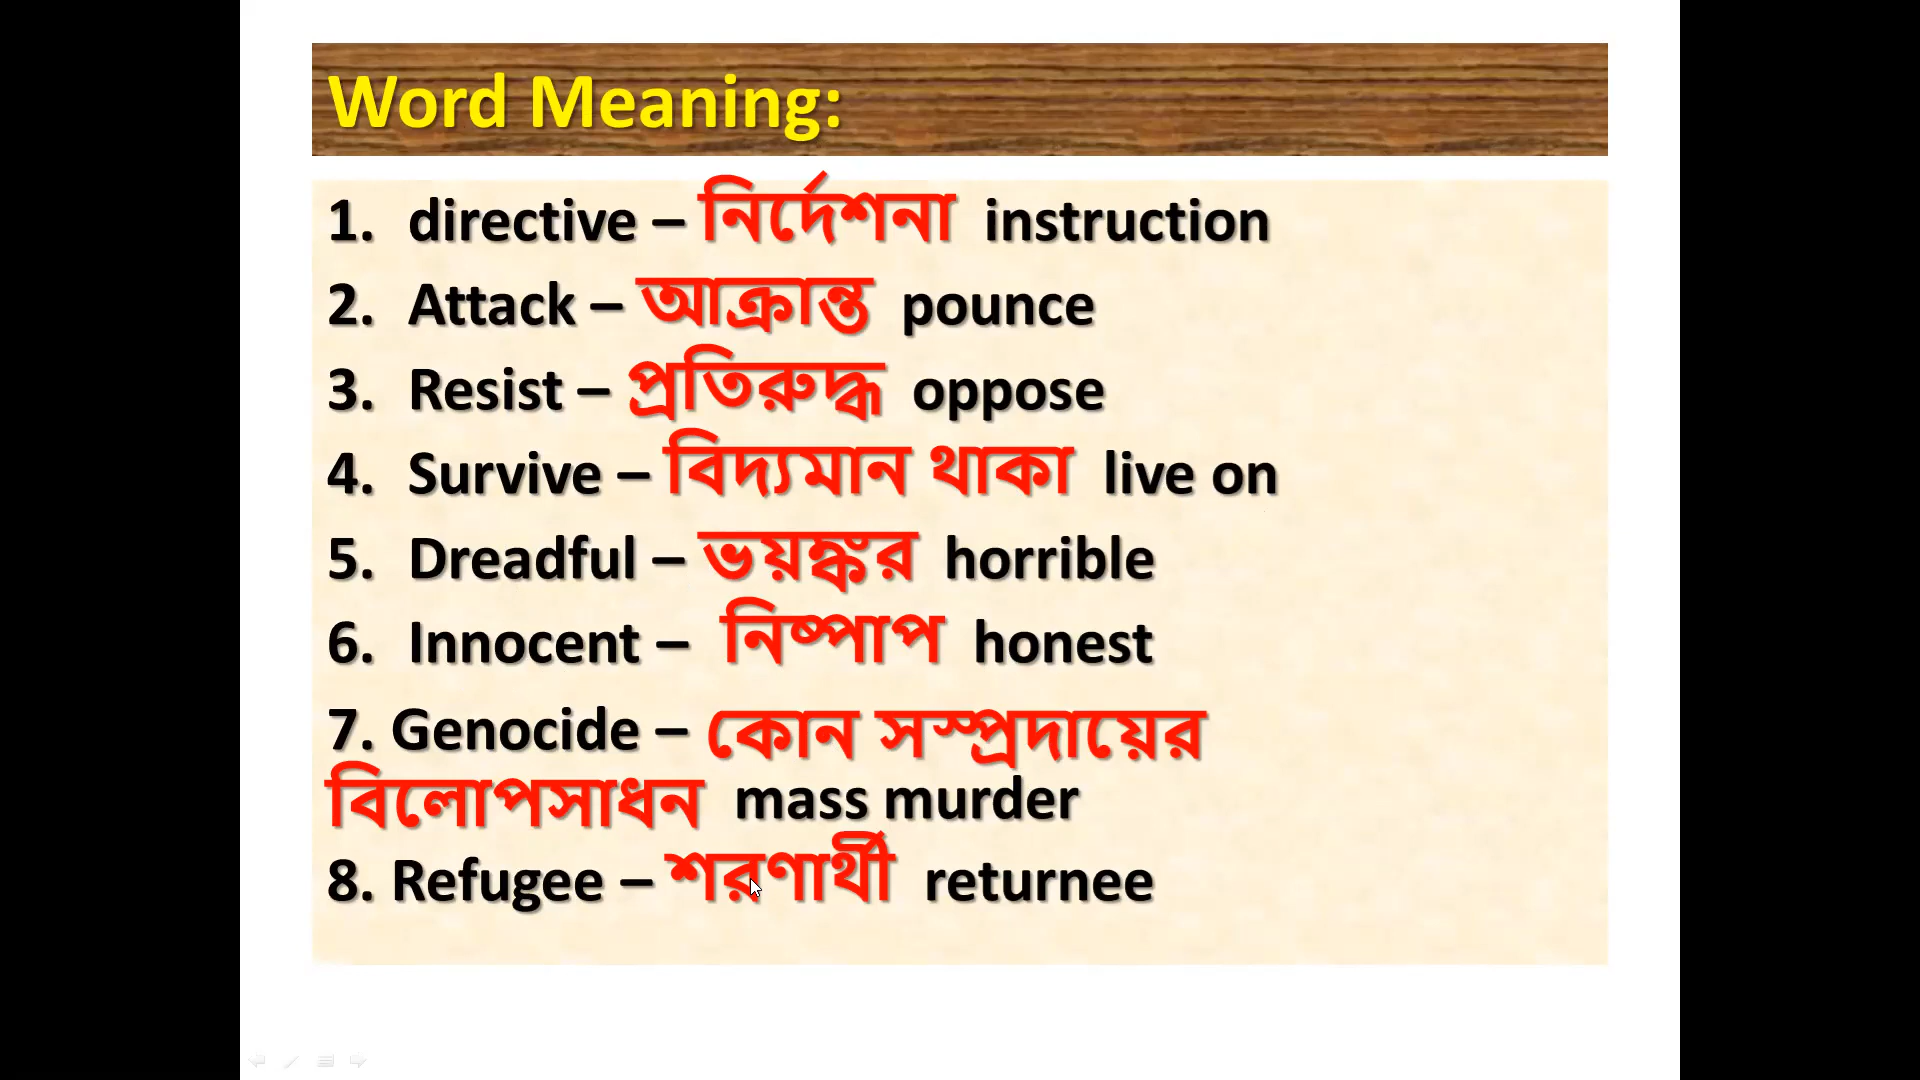 Word Meaning:
1. directive – নির্দেশনা instruction
2. Attack – আক্রান্ত pounce
3. Resist – প্রতিরুদ্ধ oppose
4. Survive – বিদ্যমান থাকা live on
5. Dreadful – ভয়ঙ্কর horrible
6. Innocent – নিষ্পাপ honest
7. Genocide – কোন সস্প্রদায়ের
বিলোপসাধন mass murder
8. Refugee – শরণার্থী returnee